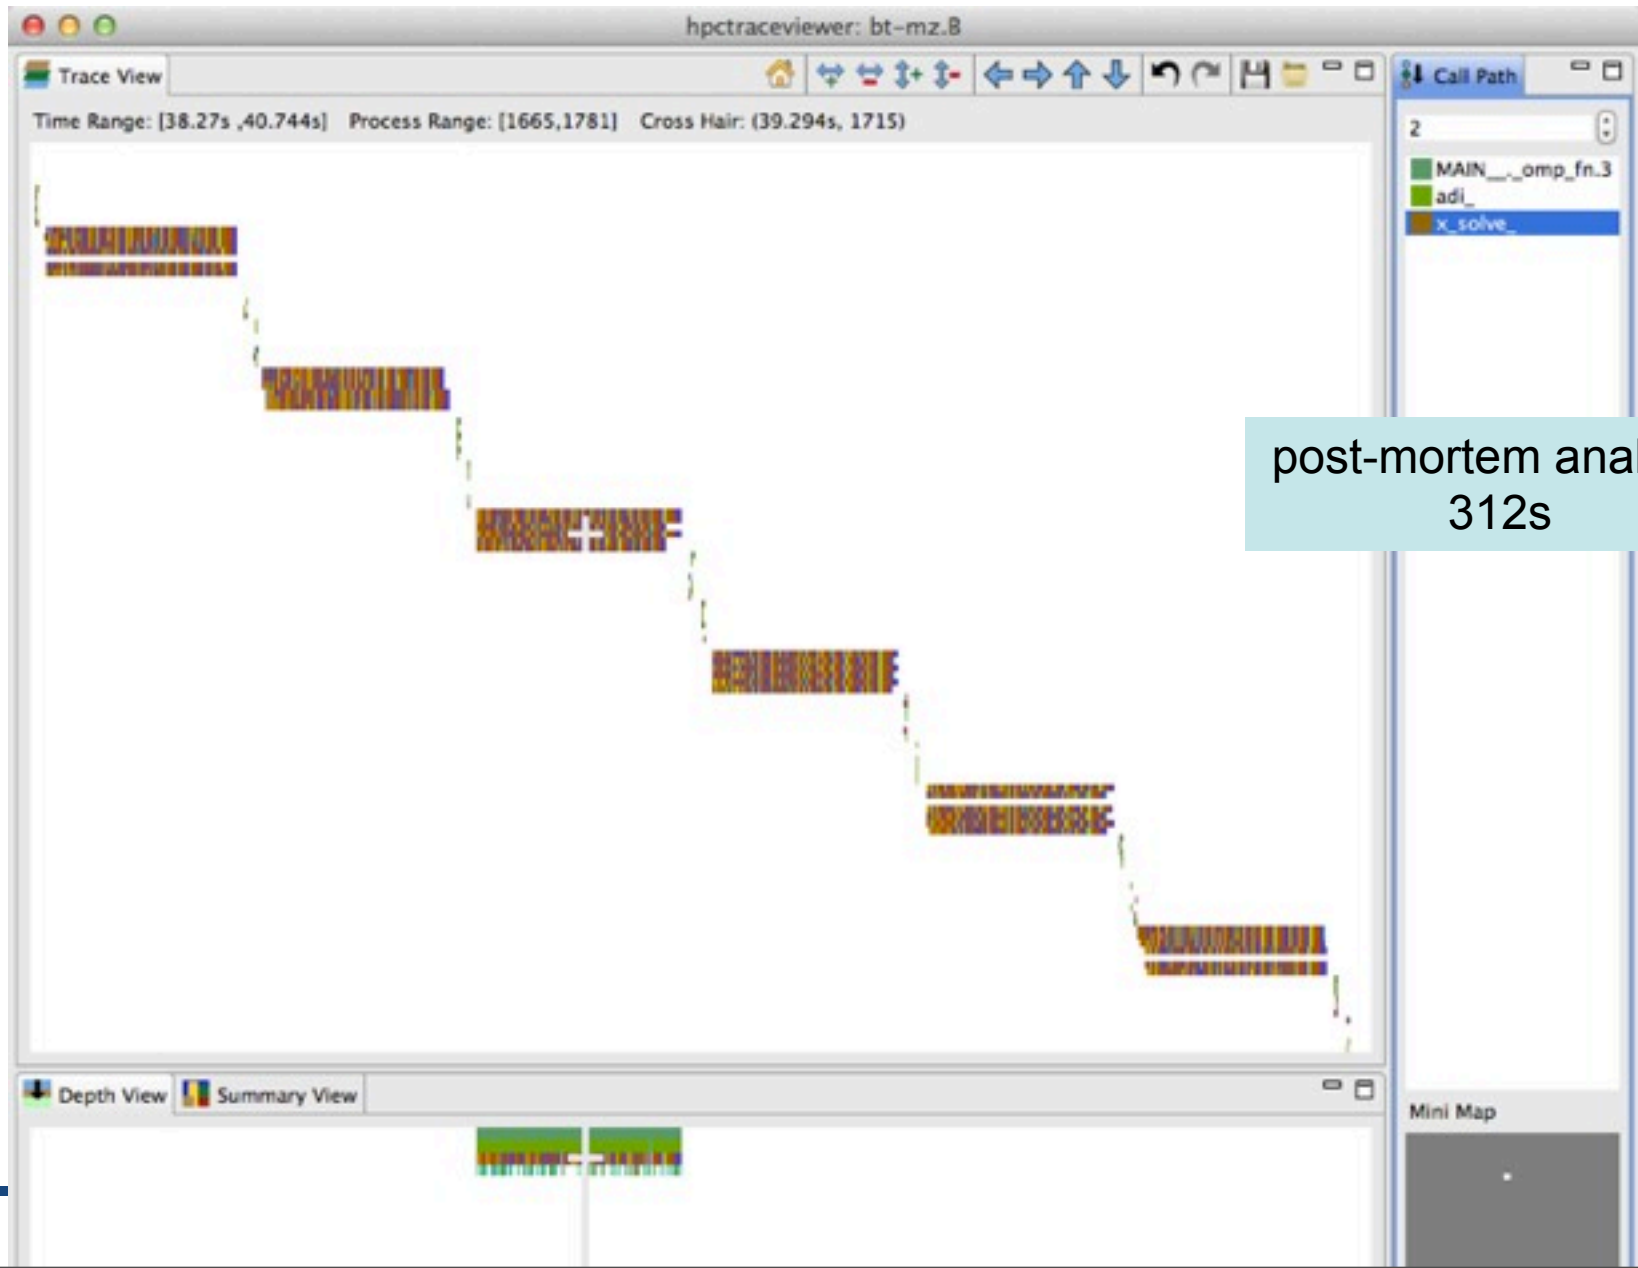 hpctraceviewer: bt-mz.B
Trace View
Call Path
Time Range: [38.27s ,40.744s] Process Range: [1665,1781] Cross Hair: (39.294s, 1715)
2
MAIN__._omp_fn.3
adi_
x_solve_
post-mortem
312s
Depth View
Summary View
Mini Map